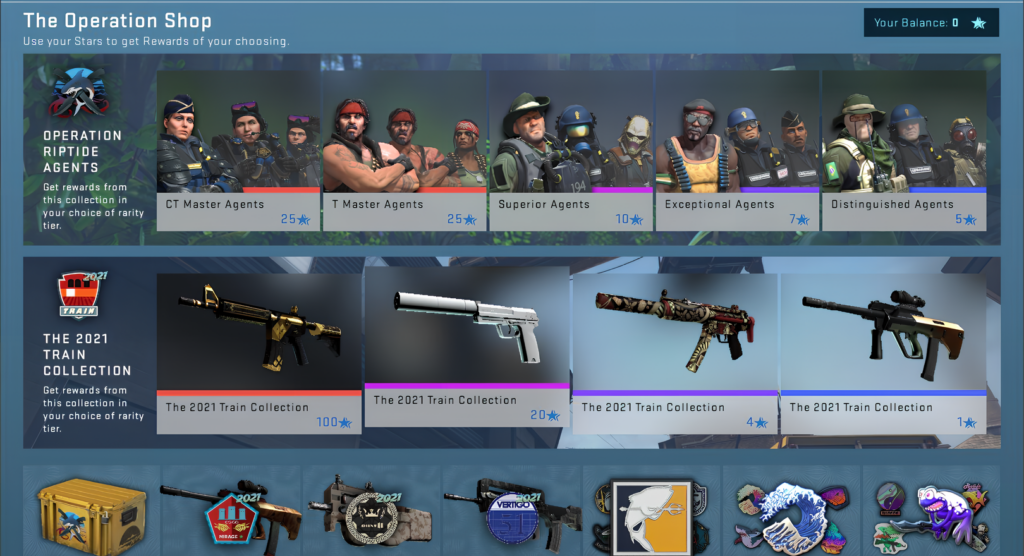 The Operation Shop
Your Balance: 0
Use your Stars to get Rewards of your choosing.
OPERATION
RIPTIDE
AGENTS
Get rewards from
this collection in
your choice of rarity
tier.
194
CT Master Agents
25
T Master Agents
25
Superior Agents
10
Exceptional Agents
7
Distinguished Agents
5
2021
TRAIN
THE 2021
TRAIN
COLLECTION
Get rewards from
this collection in
your choice of rarity
tier.
The 2021 Train Collection
100
The 2021 Train Collection
20
The 2021 Train Collection
4
The 2021 Train Collection
1
2021
MIRAGE
2021
2021
VERTIGO